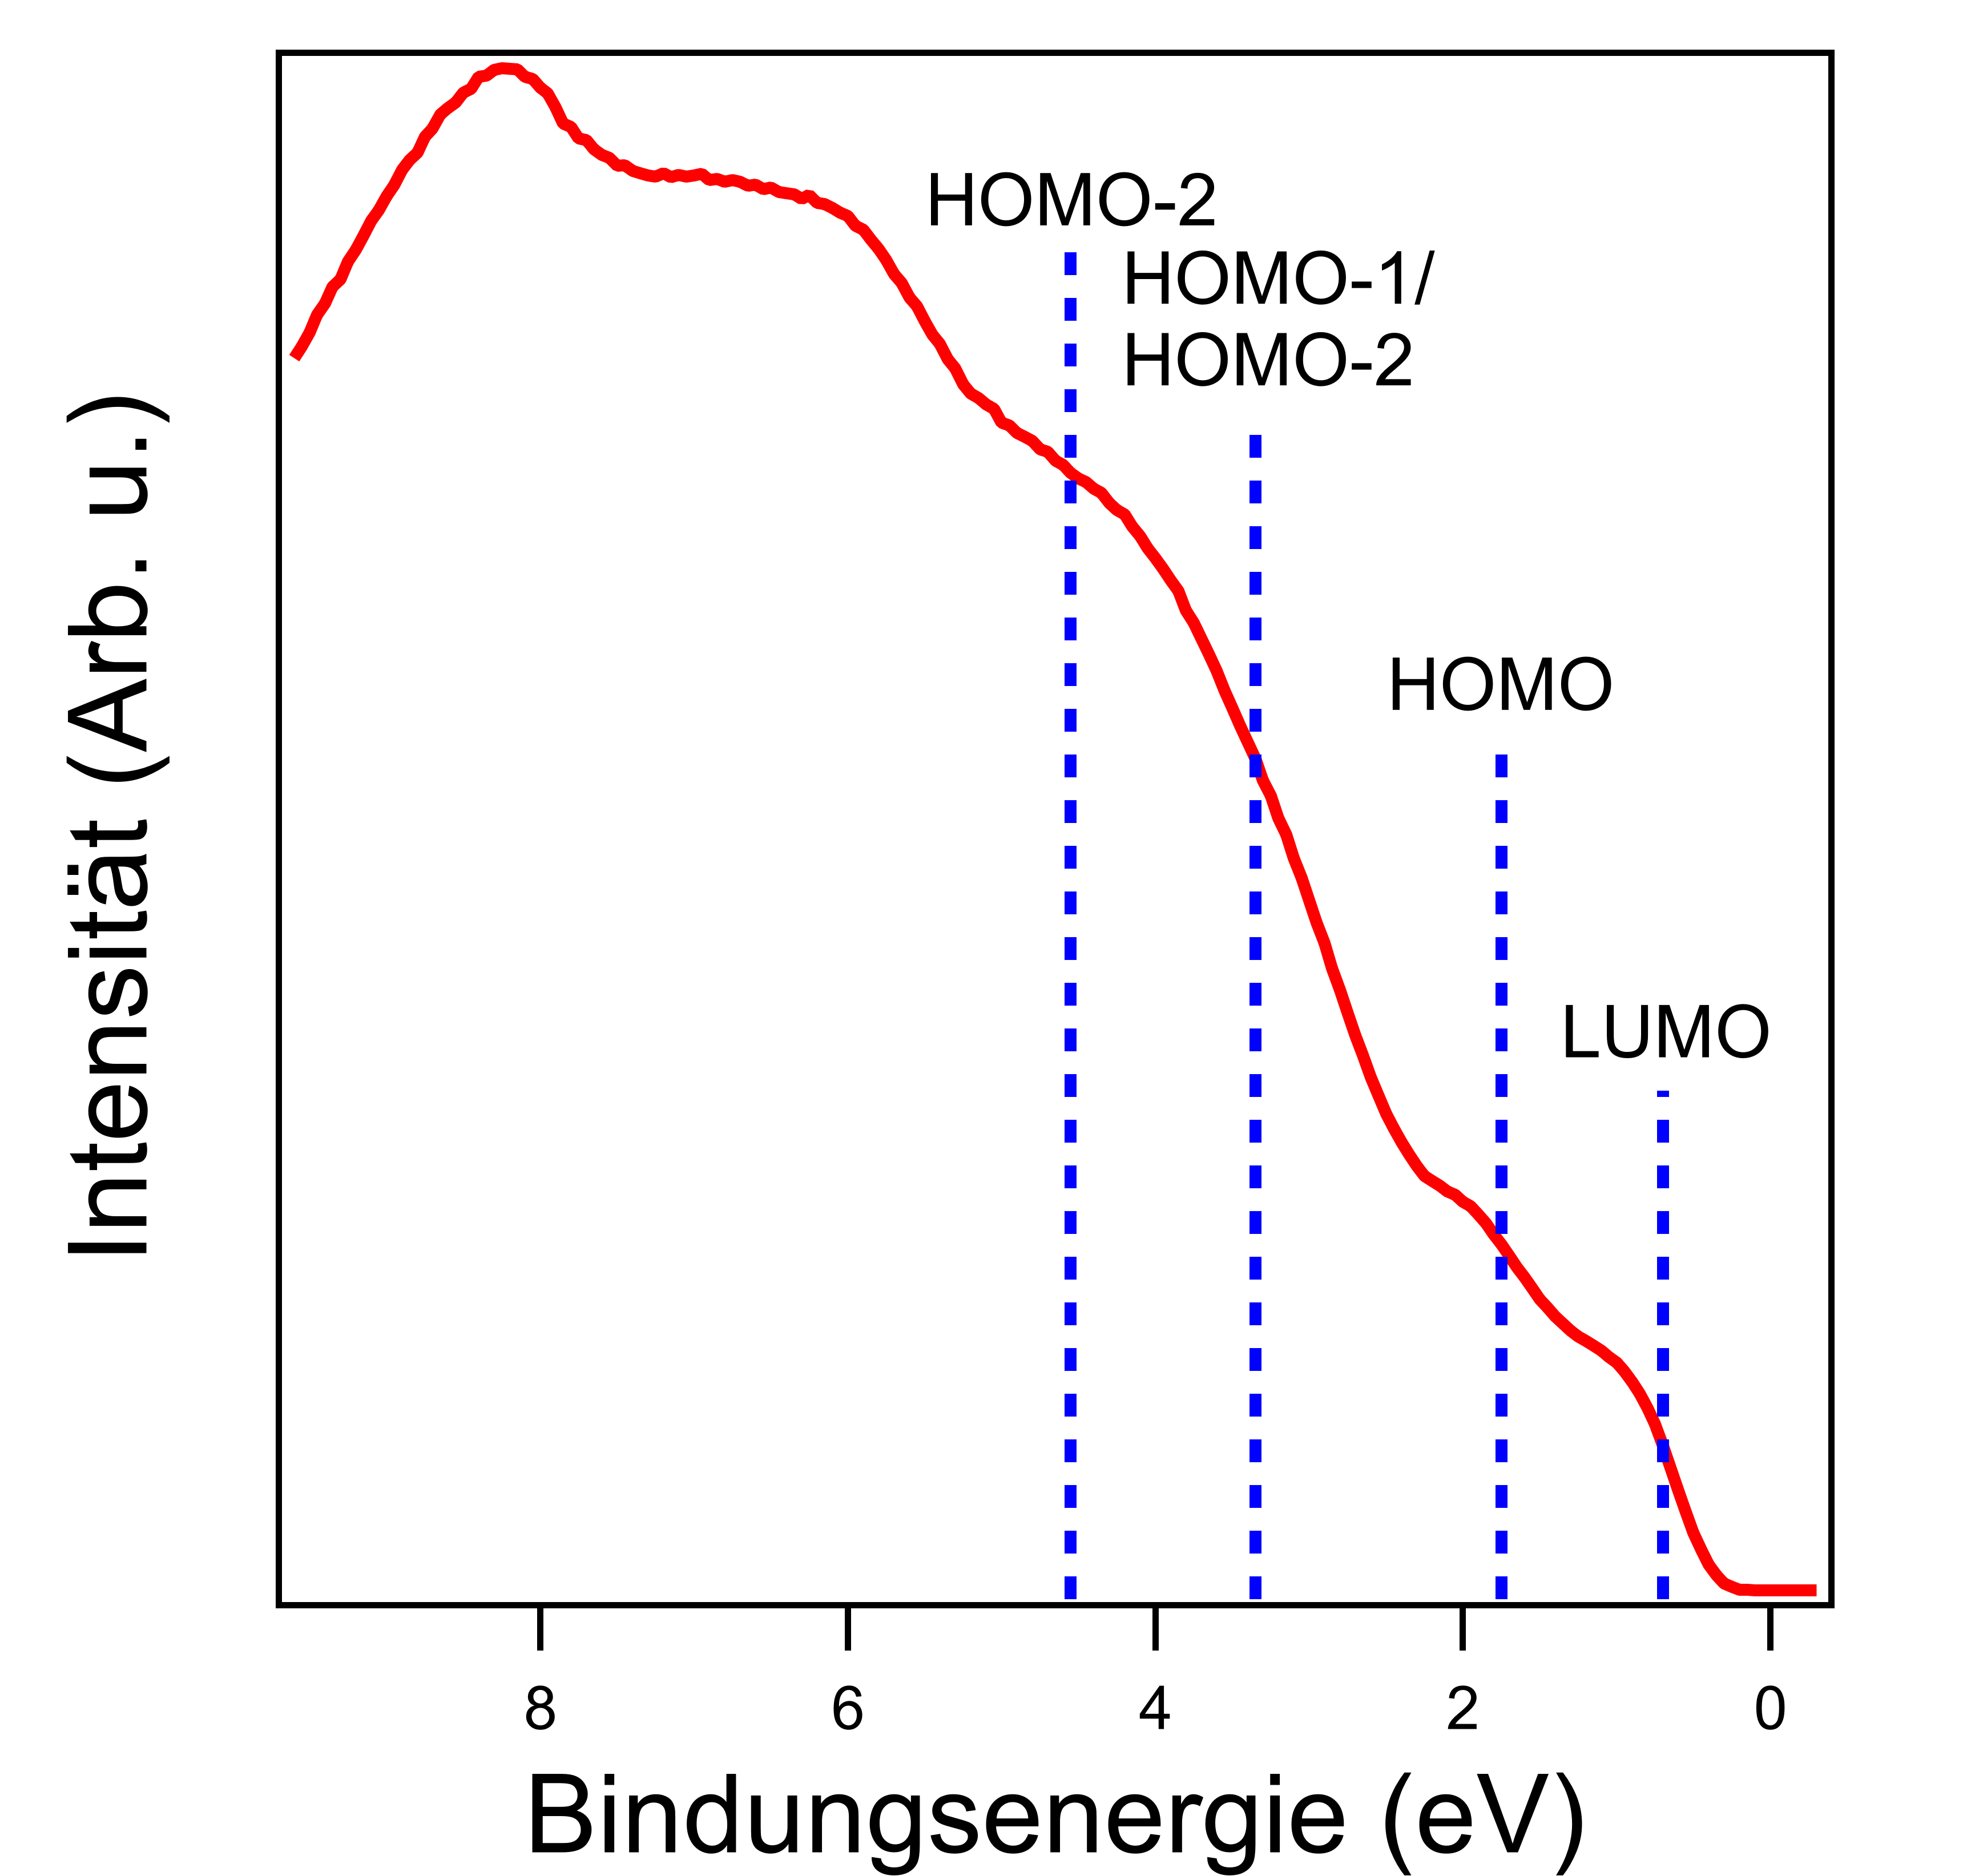 HOMO-2
HOMO-1/
HOMO-2
HOMO
LUMO
Intensität (Arb. u.)
8 6 4 2 0
Bindungsenergie (eV)